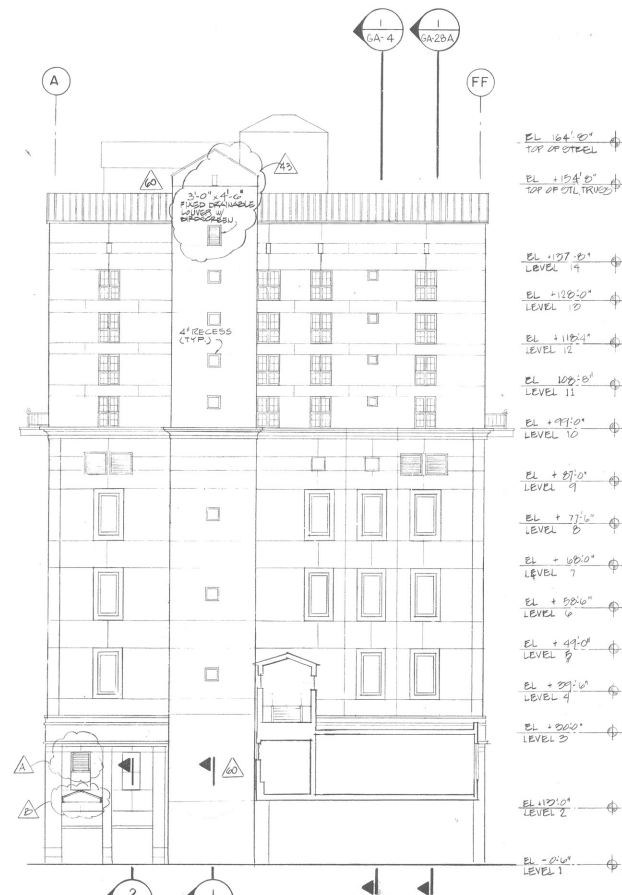 1
GA-4
1
GA-28A
A
FF
60
43
3'-0" x 4'-6"
FIXED DRAINABLE
LOUVER W/
BIRDSCREEN
4" RECESS
(TYP.)
EL 164'-8"
TOP OF STEEL
EL +154'8"
TOP OF STL TRUSS
EL +137'-8"
LEVEL 14
EL +128'-0"
LEVEL 13
EL +118'4"
LEVEL 12
EL 108'-8"
LEVEL 11
EL +99'-0"
LEVEL 10
EL + 87'-0"
LEVEL 9
EL + 77'-6"
LEVEL 8
EL + 68'0"
LEVEL 7
EL + 58'-6"
LEVEL 6
EL + 49'-0"
LEVEL 5
EL + 39'-6"
LEVEL 4
EL + 30'0"
LEVEL 3
EL +13'0"
LEVEL 2
EL -0'-6"
LEVEL 1
A
B
60